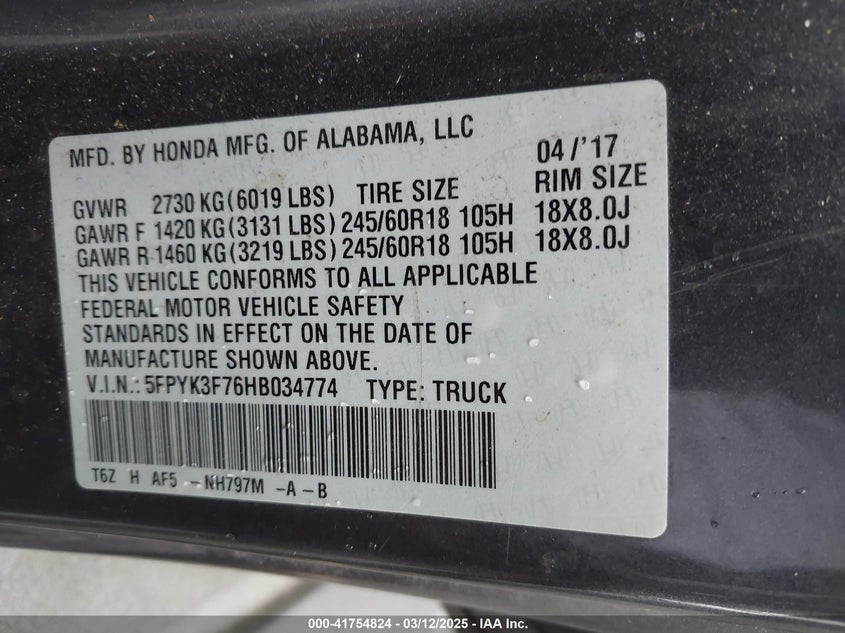 MFD. BY HONDA MFG. OF ALABAMA, LLC 04/'17
GVWR 2730 KG(6019 LBS) TIRE SIZE RIM SIZE
GAWR F 1420 KG(3131 LBS) 245/60R18 105H 18X8.0J
GAWR R 1460 KG(3219 LBS) 245/60R18 105H 18X8.0J
THIS VEHICLE CONFORMS TO ALL APPLICABLE
FEDERAL MOTOR VEHICLE SAFETY
STANDARDS IN EFFECT ON THE DATE OF
MANUFACTURE SHOWN ABOVE.
V.I.N.: 5FPYK3F76HB034774 TYPE: TRUCK
T6Z H AF5 -NH797M -A-B
000-41754824 - 03/12/2025 - IAA Inc.